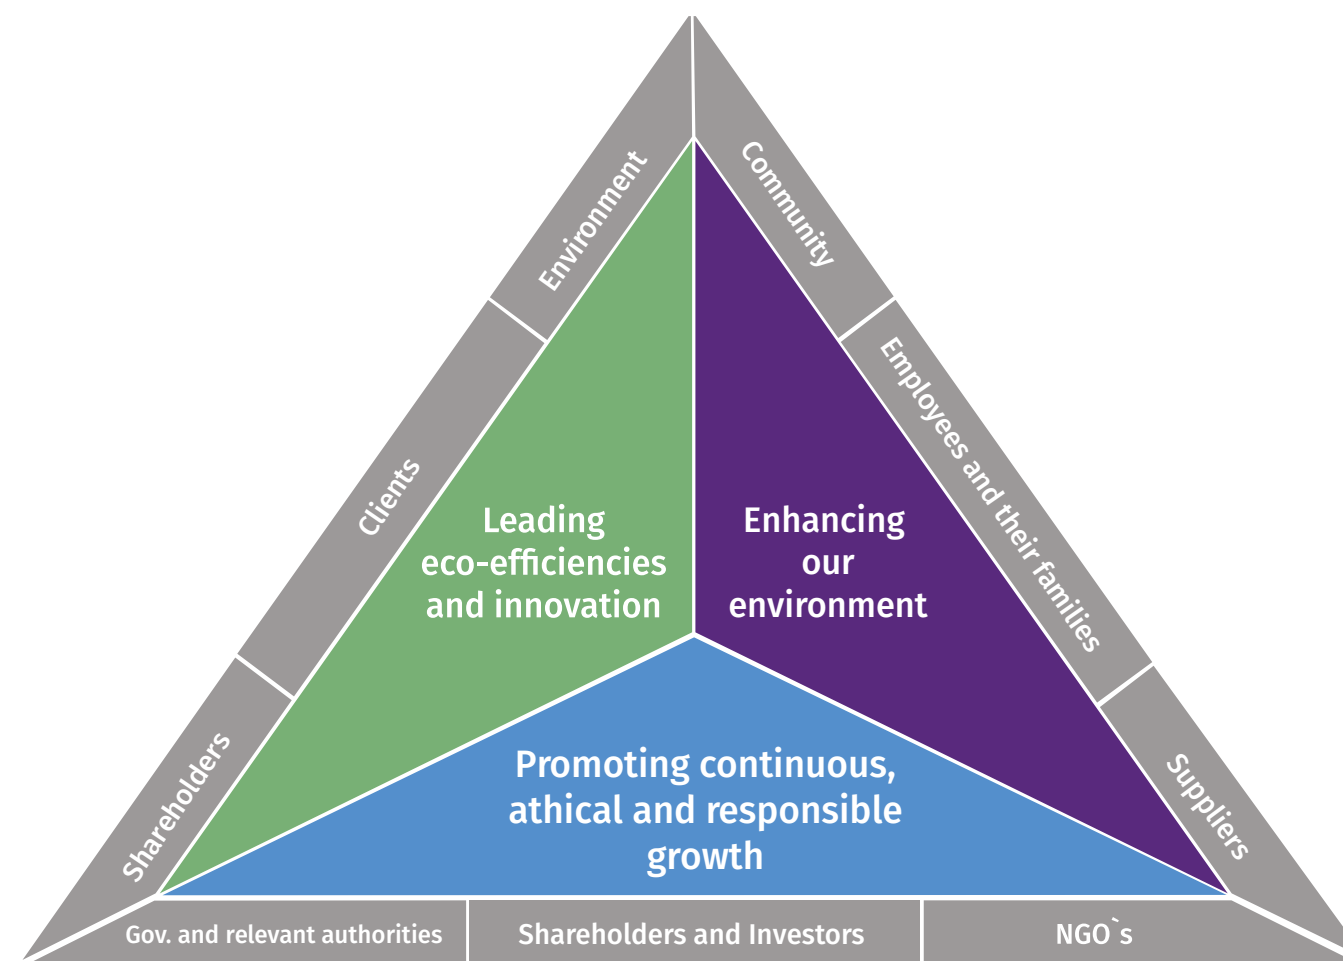 Environment
Community
Clients
Employees and their families
Leading
eco-efficiencies
and innovation
Enhancing
our
environment
Shareholders
Suppliers
Promoting continuous,
athical and responsible
growth
Gov. and relevant authorities
Shareholders and Investors
NGO`s